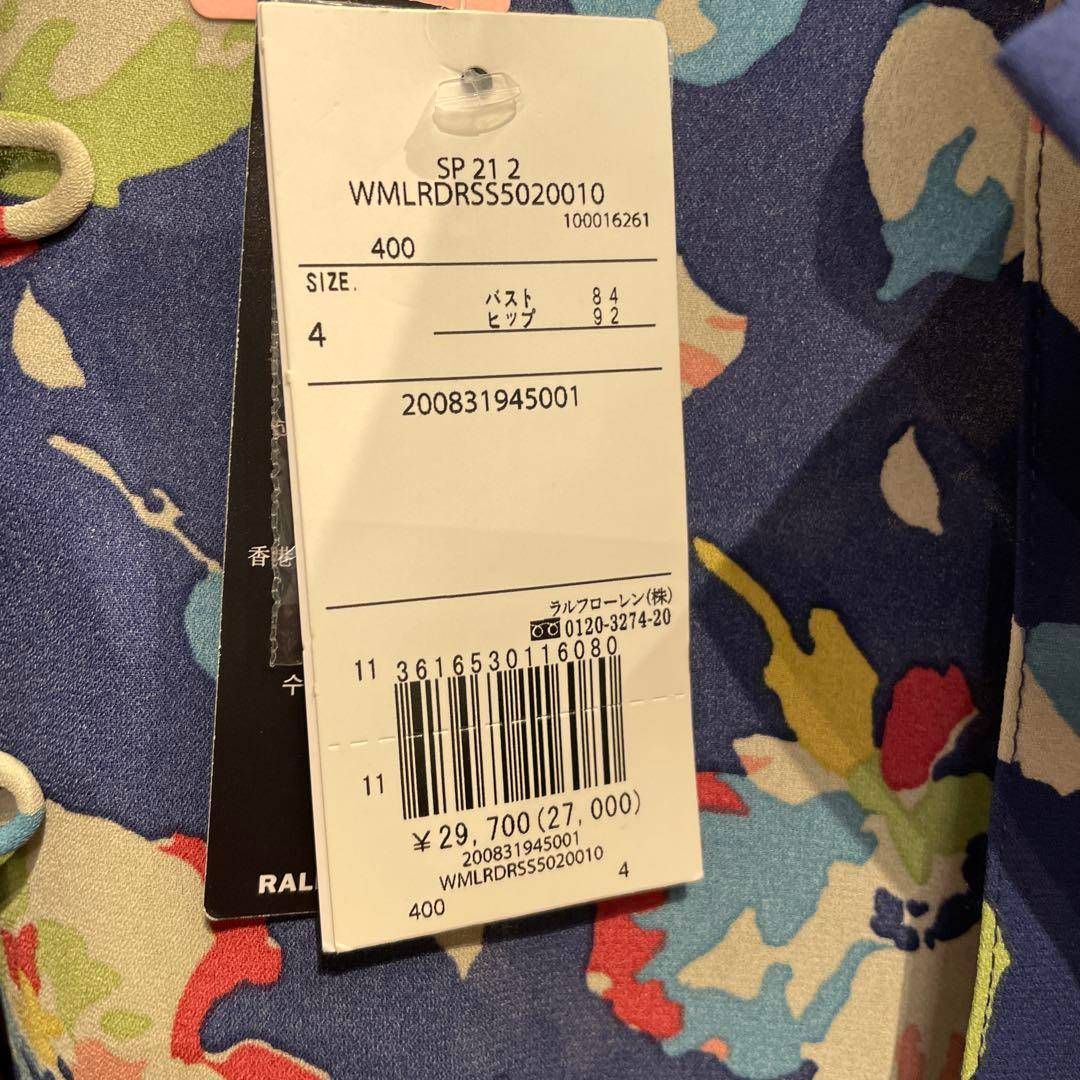 SP 21 2
WMLRDRSS5020010
100016261
400
SIZE.
バスト 84
4
ヒップ 92
200831945001
香港
ラルフローレン(株)
0120-3274-20
11 3616530116080
수
11
¥29,700(27,000)
200831945001
WMLRDRSS5020010
RAL
4
400